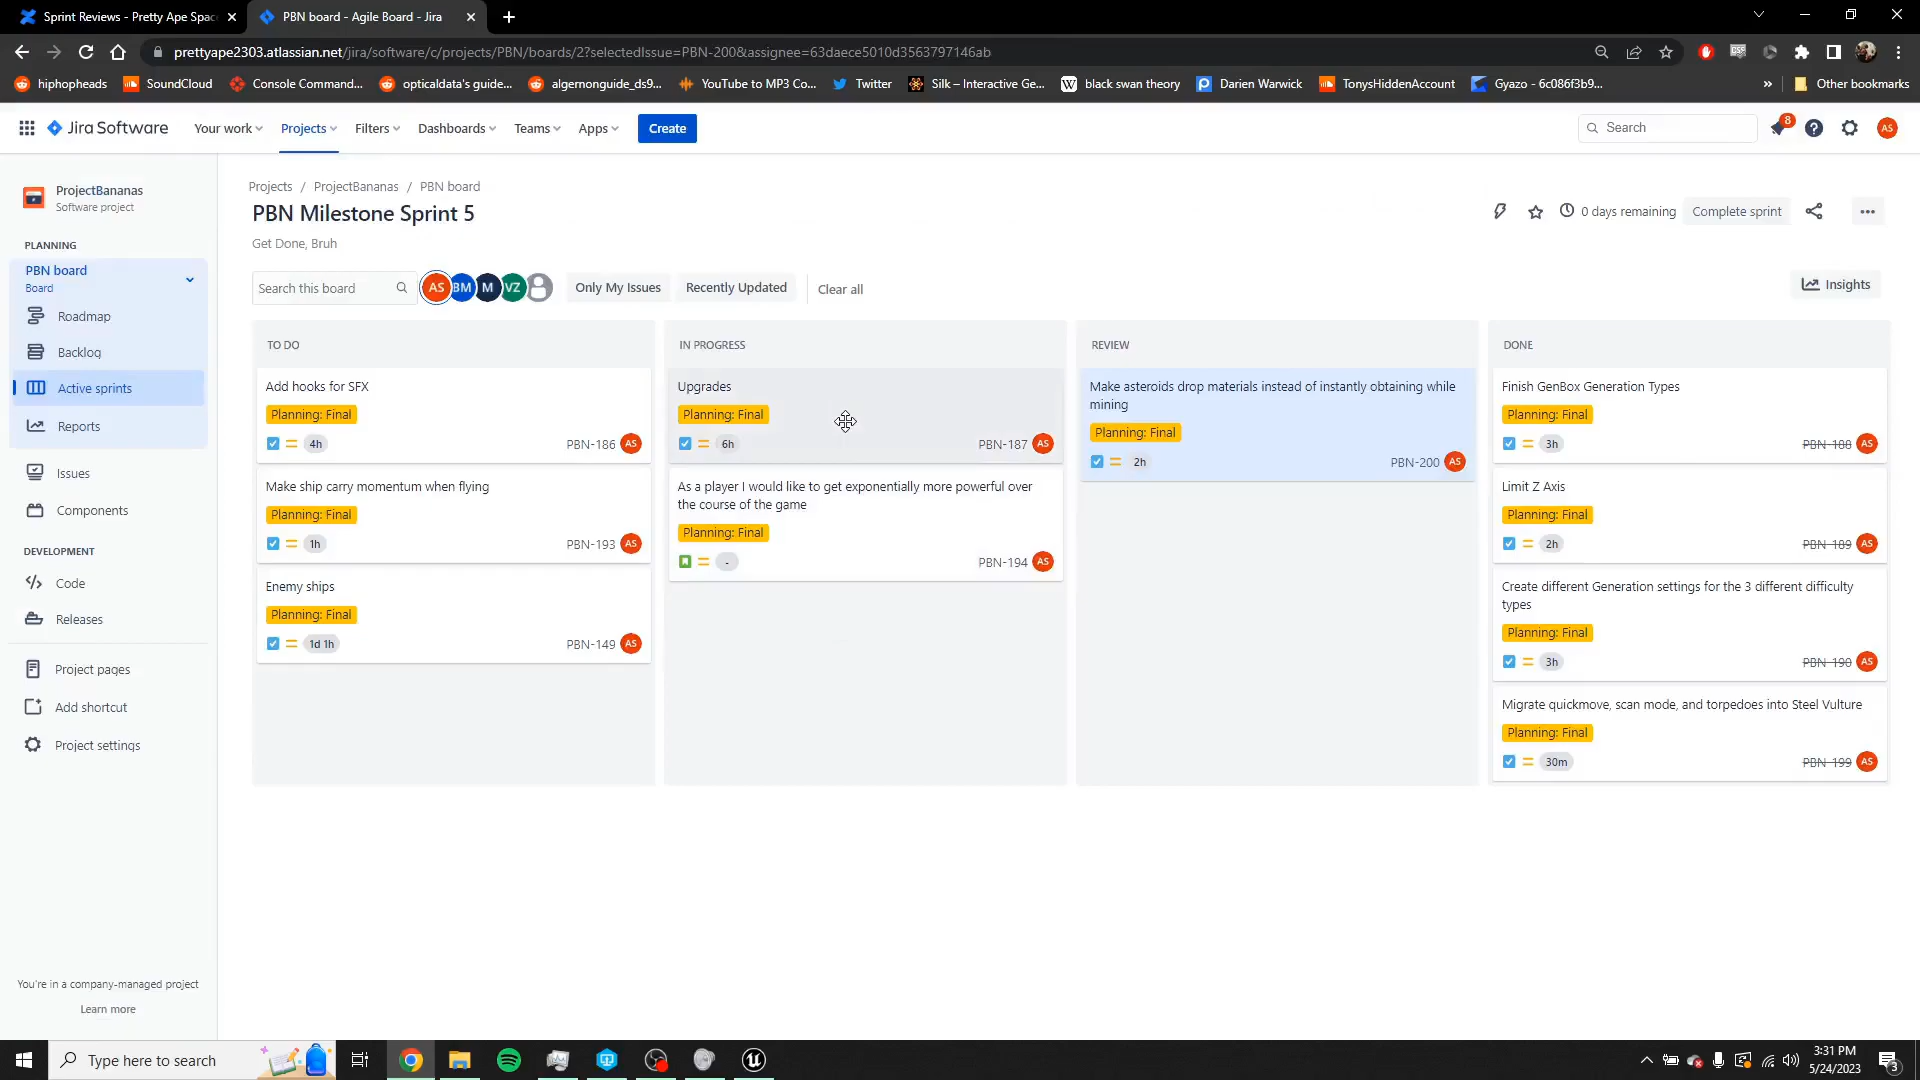 Sprint Reviews - Pretty Ape Spac
PBN board - Agile Board - Jira
prettyape2303.atlassian.net/jira/software/c/projects/PBN/boards/2?selectedIssue=PBN-200&assignee=63daece5010d3563797146ab
hiphopheads
SoundCloud
Console Command...
opticaldata's guide...
algernonguide_ds9...
YouTube to MP3 Co...
Twitter
Silk – Interactive Ge...
black swan theory
Darien Warwick
TonysHiddenAccount
Gyazo - 6c086f3b9...
»
Other bookmarks
Jira Software
Your work
Projects
Filters
Dashboards
Teams
Apps
Create
Search
8
AS
ProjectBananas
Software project
PLANNING
PBN board
Board
Roadmap
Backlog
Active sprints
Reports
Issues
Components
DEVELOPMENT
Code
Releases
Project pages
Add shortcut
Project settings
You're in a company-managed project
Learn more
Projects / ProjectBananas / PBN board
PBN Milestone Sprint 5
Get Done, Bruh
0 days remaining
Complete sprint
Search this board
AS BM M VZ
Only My Issues
Recently Updated
Clear all
Insights
TO DO
Add hooks for SFX
Planning: Final
4h PBN-186 AS
Make ship carry momentum when flying
Planning: Final
1h PBN-193 AS
Enemy ships
Planning: Final
1d 1h PBN-149 AS
IN PROGRESS
Upgrades
Planning: Final
6h PBN-187 AS
As a player I would like to get exponentially more powerful over
the course of the game
Planning: Final
- PBN-194 AS
REVIEW
Make asteroids drop materials instead of instantly obtaining while
mining
Planning: Final
2h PBN-200 AS
DONE
Finish GenBox Generation Types
Planning: Final
3h PBN-188 AS
Limit Z Axis
Planning: Final
2h PBN-189 AS
Create different Generation settings for the 3 different difficulty
types
Planning: Final
3h PBN-190 AS
Migrate quickmove, scan mode, and torpedoes into Steel Vulture
Planning: Final
30m PBN-199 AS
Type here to search
3:31 PM
5/24/2023
3